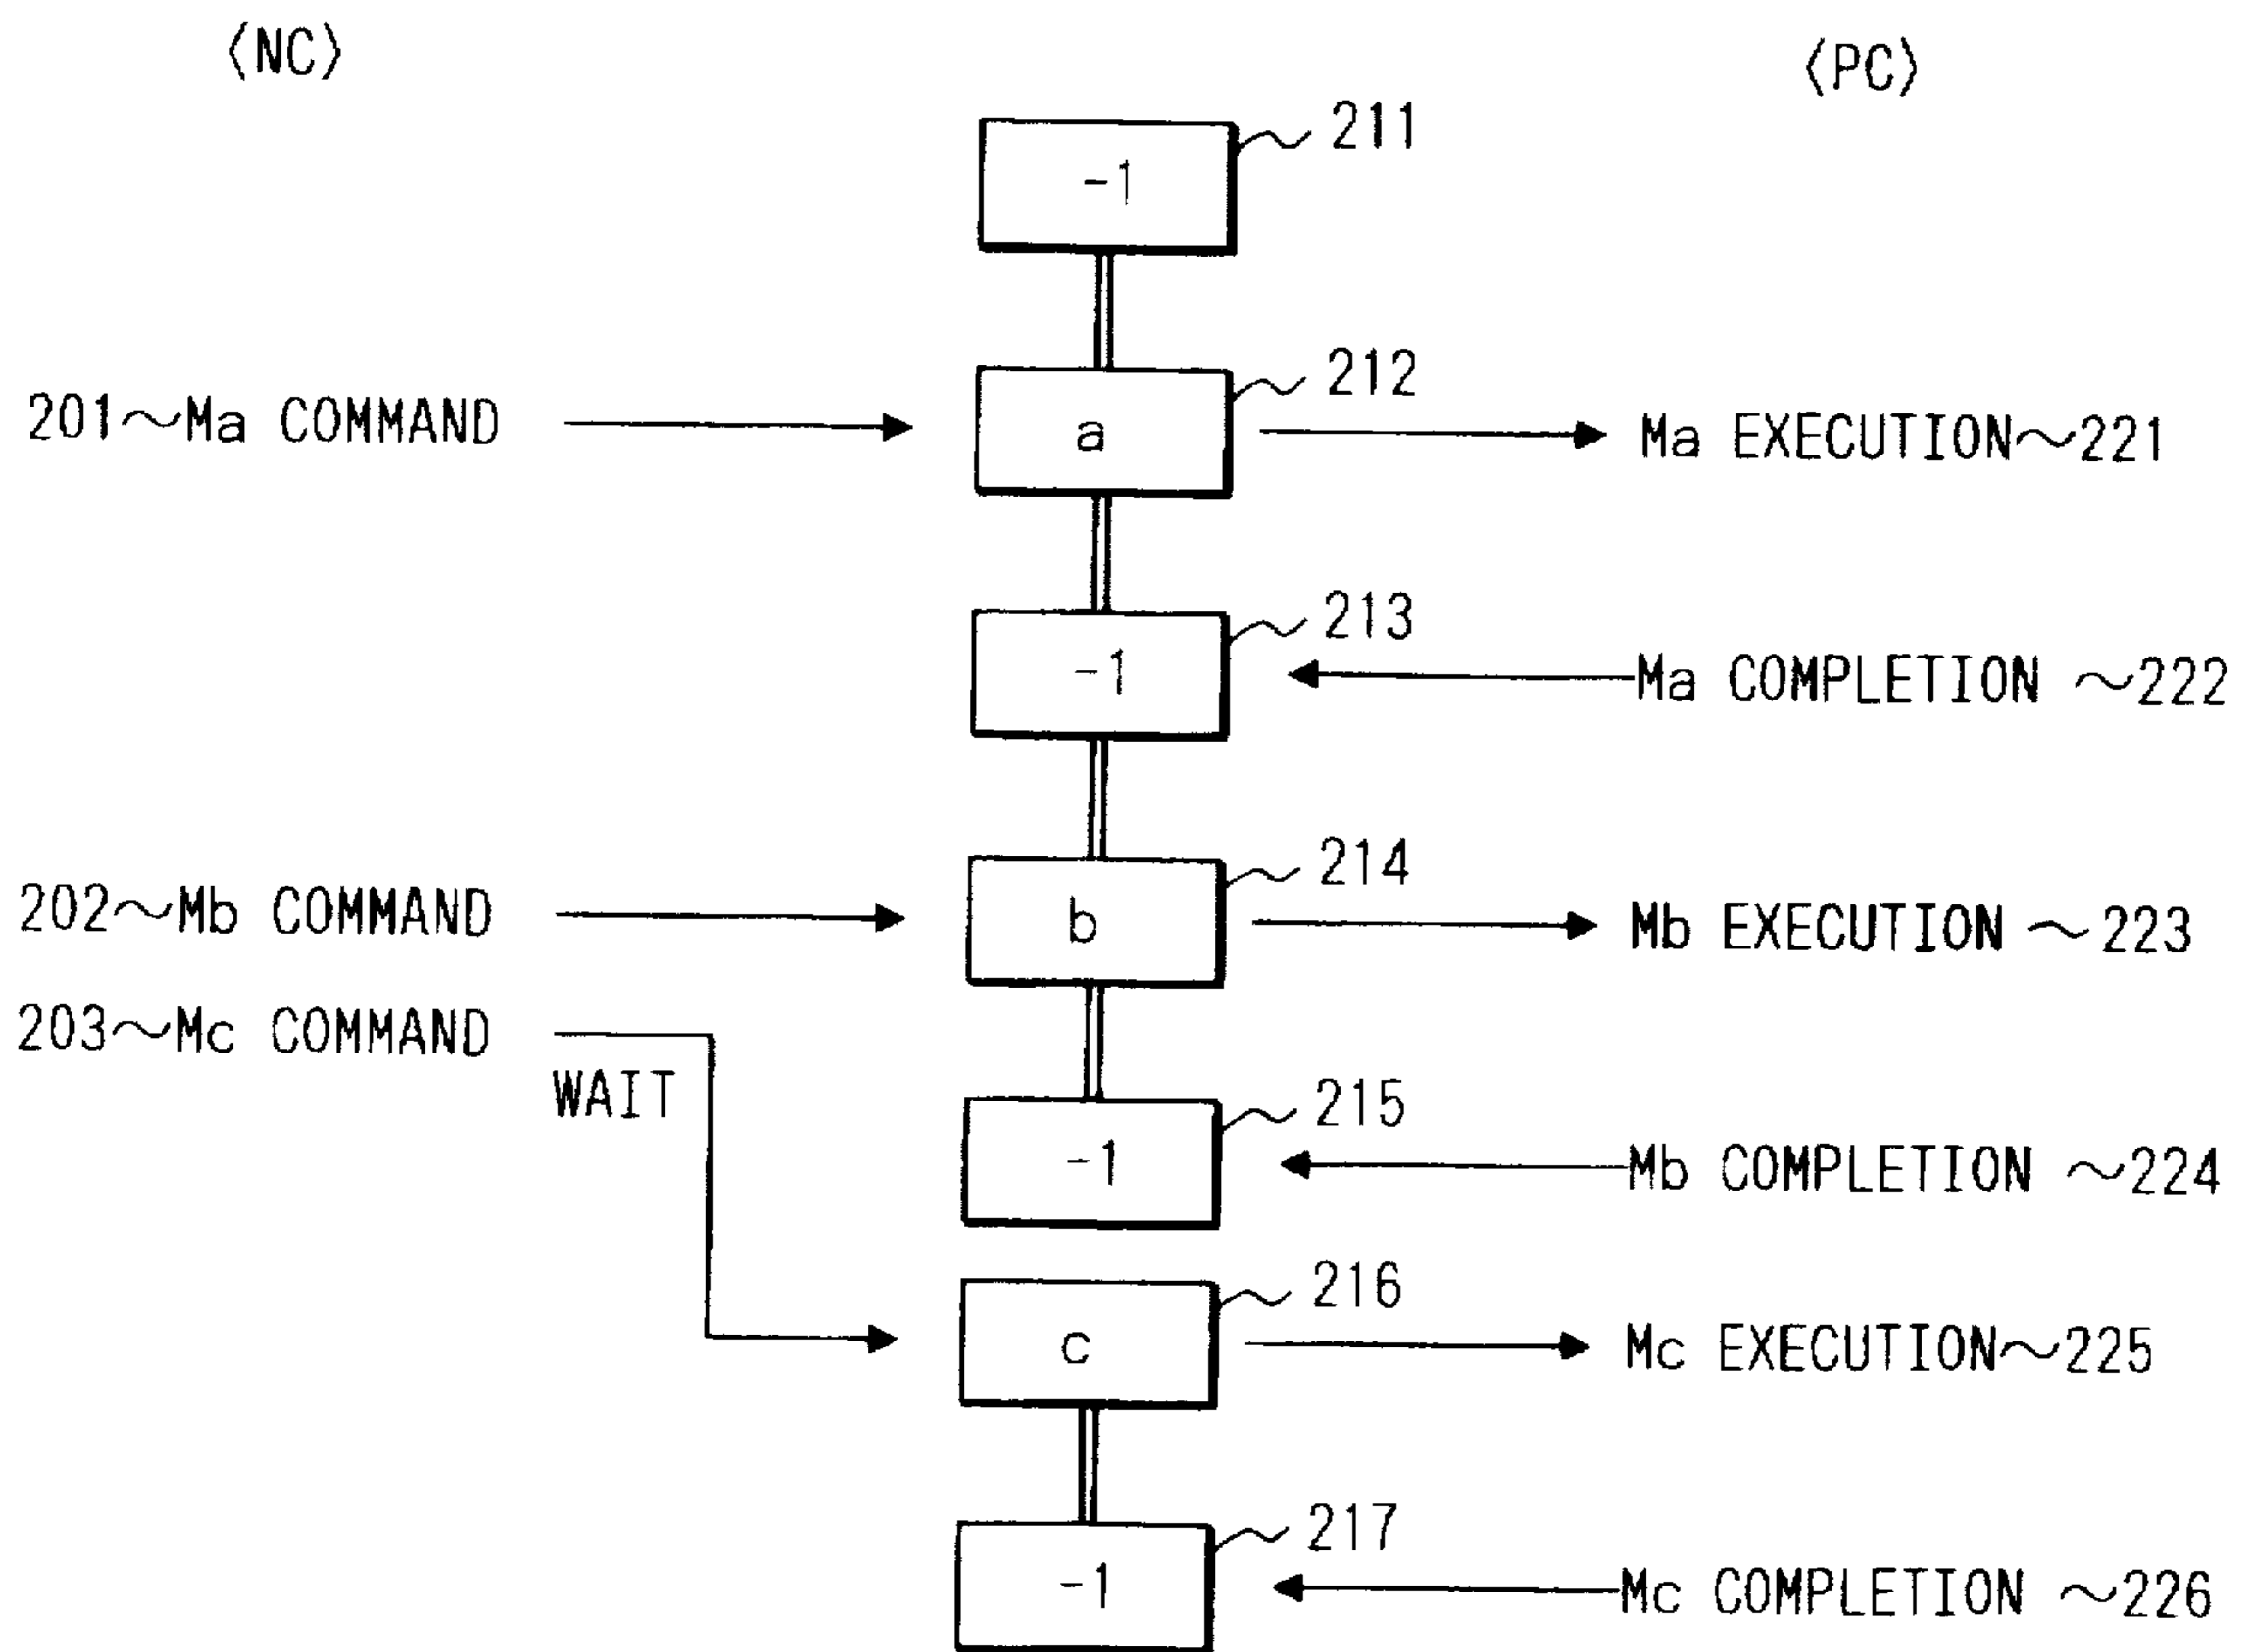 〈NC〉 〈PC〉
211
-1
212
201~Ma COMMAND a Ma EXECUTION~221
213
-1 Ma COMPLETION ~222
214
202~Mb COMMAND b Mb EXECUTION ~223
203~Mc COMMAND
WAIT 215
-1 Mb COMPLETION ~224
216
c Mc EXECUTION~225
217
-1 Mc COMPLETION ~226